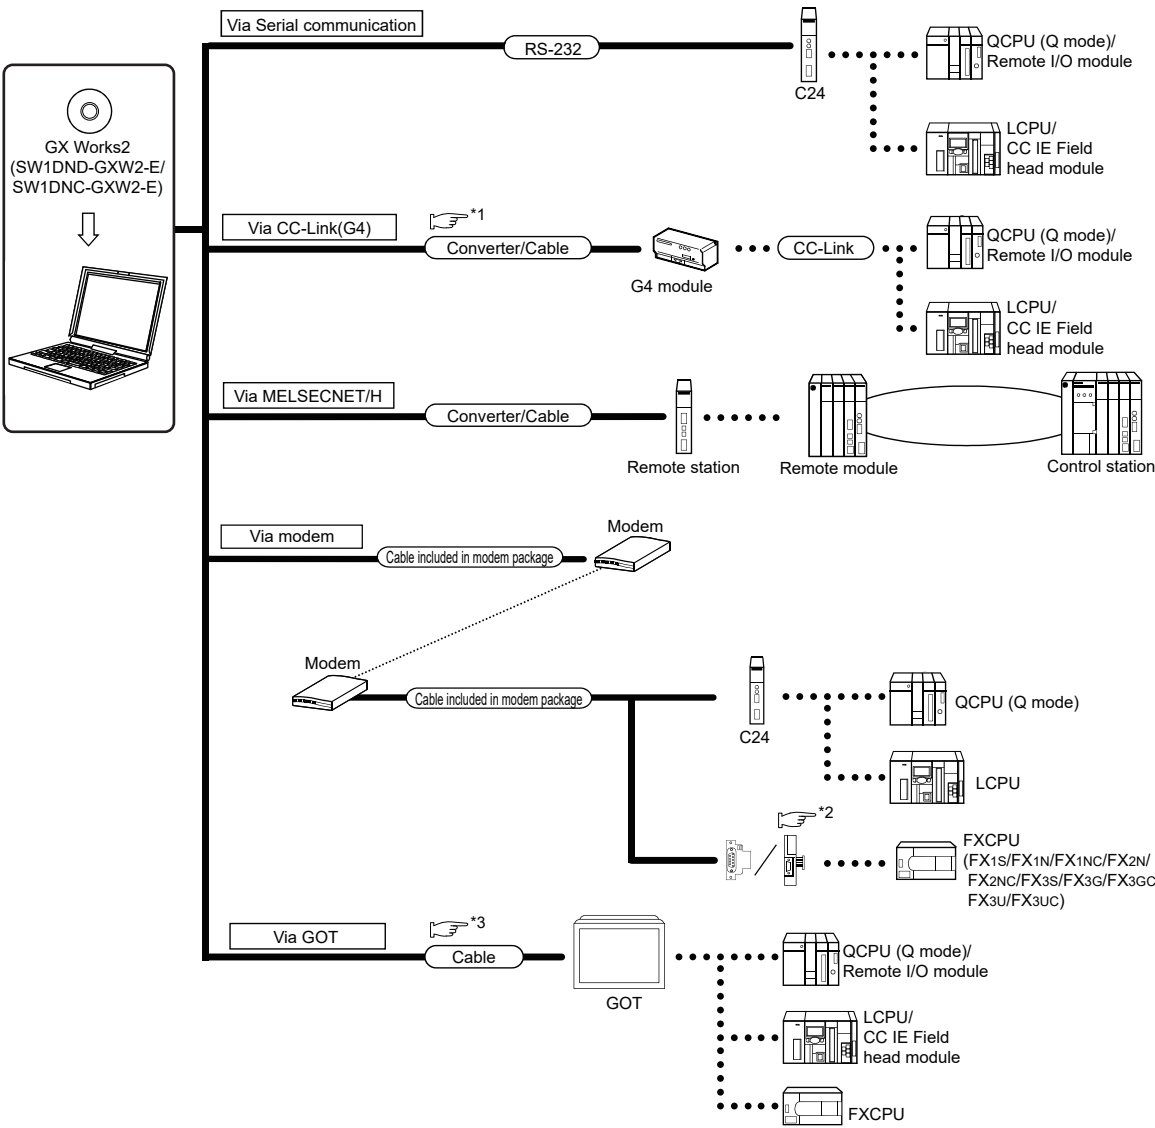 GX Works2
(SW1DND-GXW2-E/
SW1DNC-GXW2-E)
Via Serial communication
RS-232
C24
QCPU (Q mode)/
Remote I/O module
LCPU/
CC IE Field
head module
Via CC-Link(G4)
*1
Converter/Cable
G4 module
CC-Link
QCPU (Q mode)/
Remote I/O module
LCPU/
CC IE Field
head module
Via MELSECNET/H
Converter/Cable
Remote station
Remote module
Control station
Via modem
Cable included in modem package
Modem
Modem
Cable included in modem package
C24
QCPU (Q mode)
LCPU
*2
FXCPU
(FX1S/FX1N/FX1NC/FX2N/
FX2NC/FX3S/FX3G/FX3GC
FX3U/FX3UC)
Via GOT
*3
Cable
GOT
QCPU (Q mode)/
Remote I/O module
LCPU/
CC IE Field
head module
FXCPU